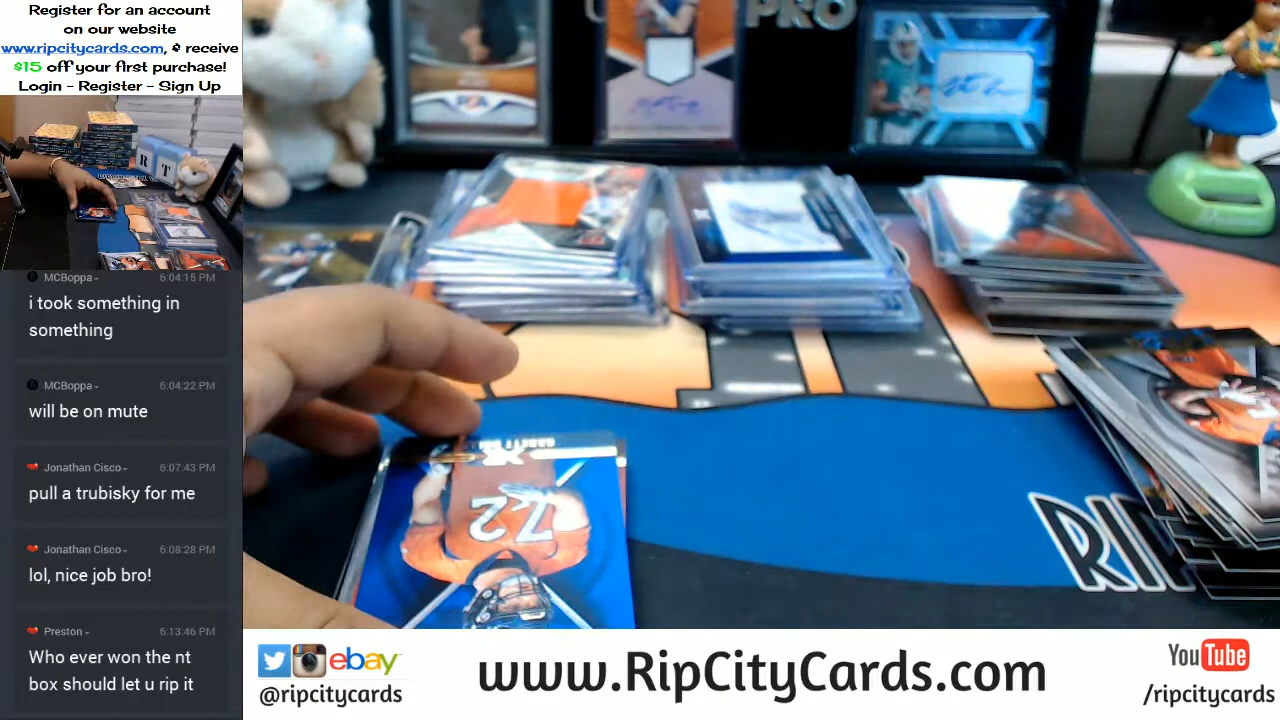 Register for an account
on our website
www.ripcitycards.com, & receive
$15 off your first purchase!
Login - Register - Sign Up
PRO
R T
MCBoppa 6:04:15 PM
i took something in
something
MCBoppa 6:04:22 PM
will be on mute
Jonathan Cisco 6:07:43 PM
pull a trubisky for me
Jonathan Cisco 6:08:28 PM
lol, nice job bro!
Preston 6:13:46 PM
Who ever won the nt
box should let u rip it
72
RI
ebay
@ripcitycards
www.RipCityCards.com
YouTube
/ripcitycards